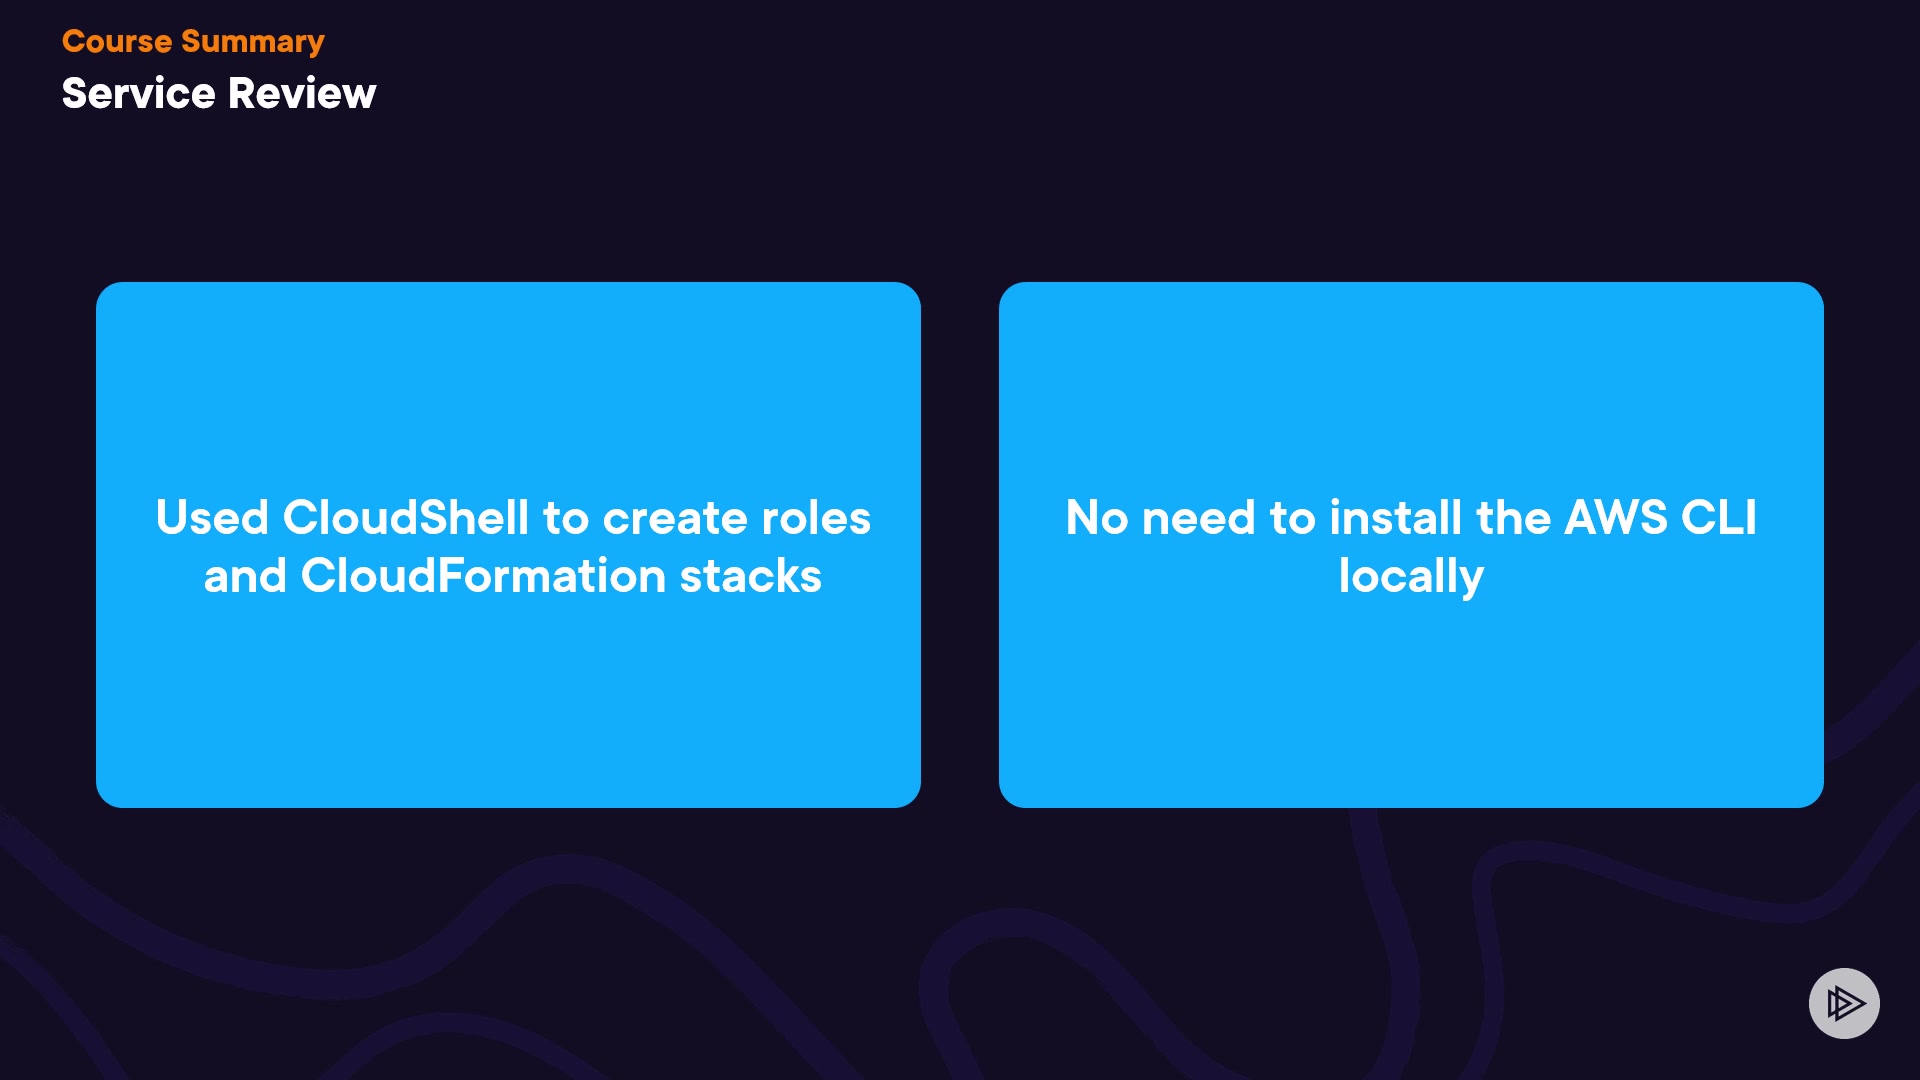 Course Summary
Service Review
Used CloudShell to create roles
and CloudFormation stacks
No need to install the AWS CLI
locally